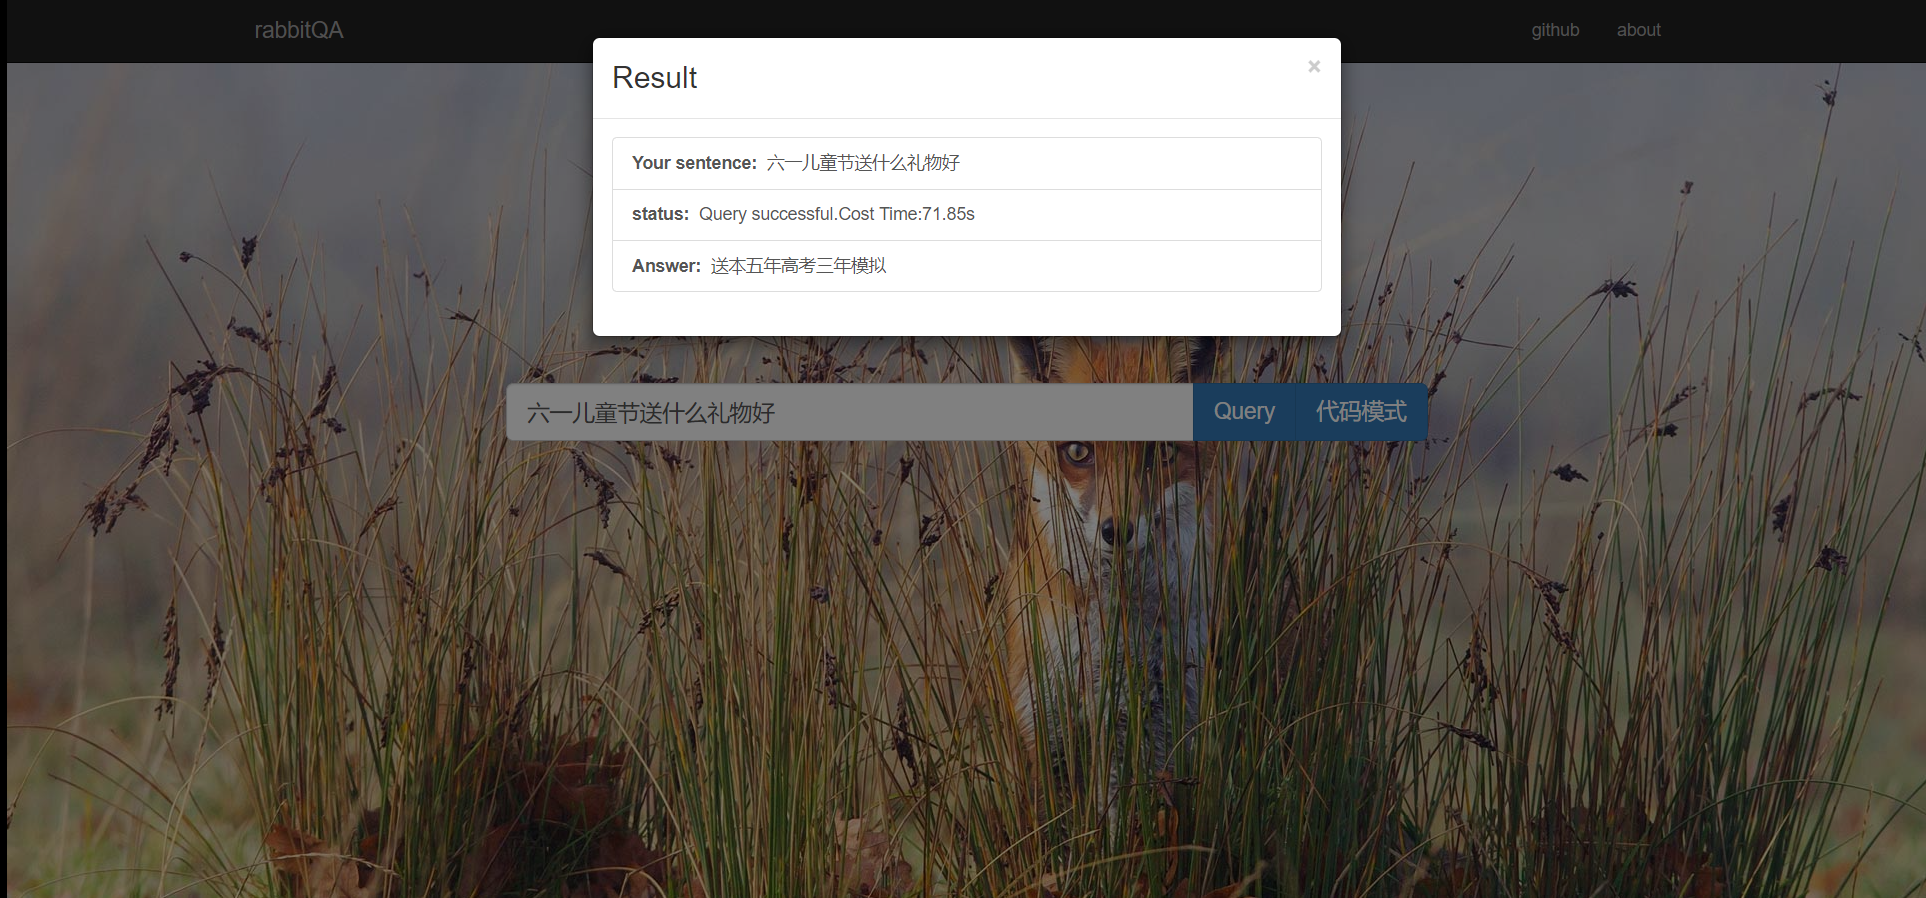 rabbitQA
github about
Result
×
Your sentence: 六一儿童节送什么礼物好
status: Query successful.Cost Time:71.85s
Answer: 送本五年高考三年模拟
六一儿童节送什么礼物好
Query 代码模式